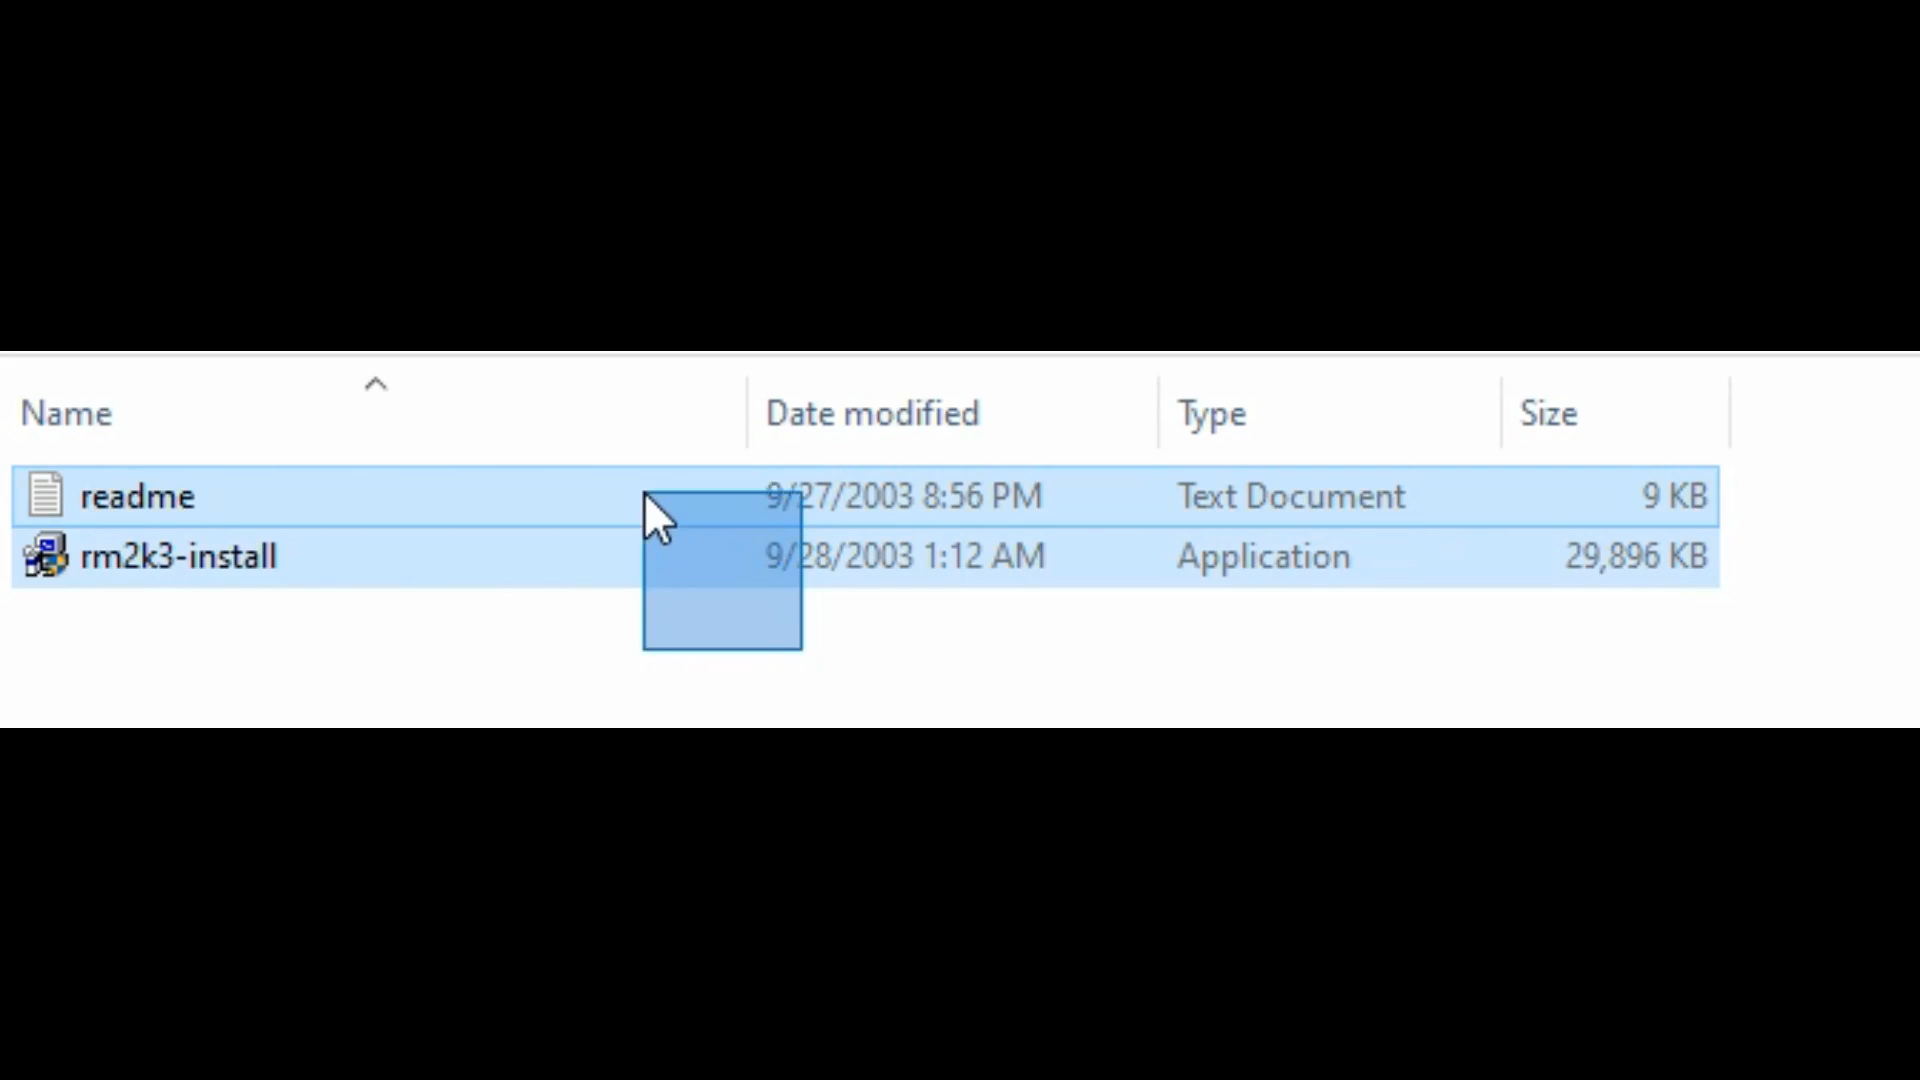 Name Date modified Type Size
readme 9/27/2003 8:56 PM Text Document 9 KB
rm2k3-install 9/28/2003 1:12 AM Application 29,896 KB